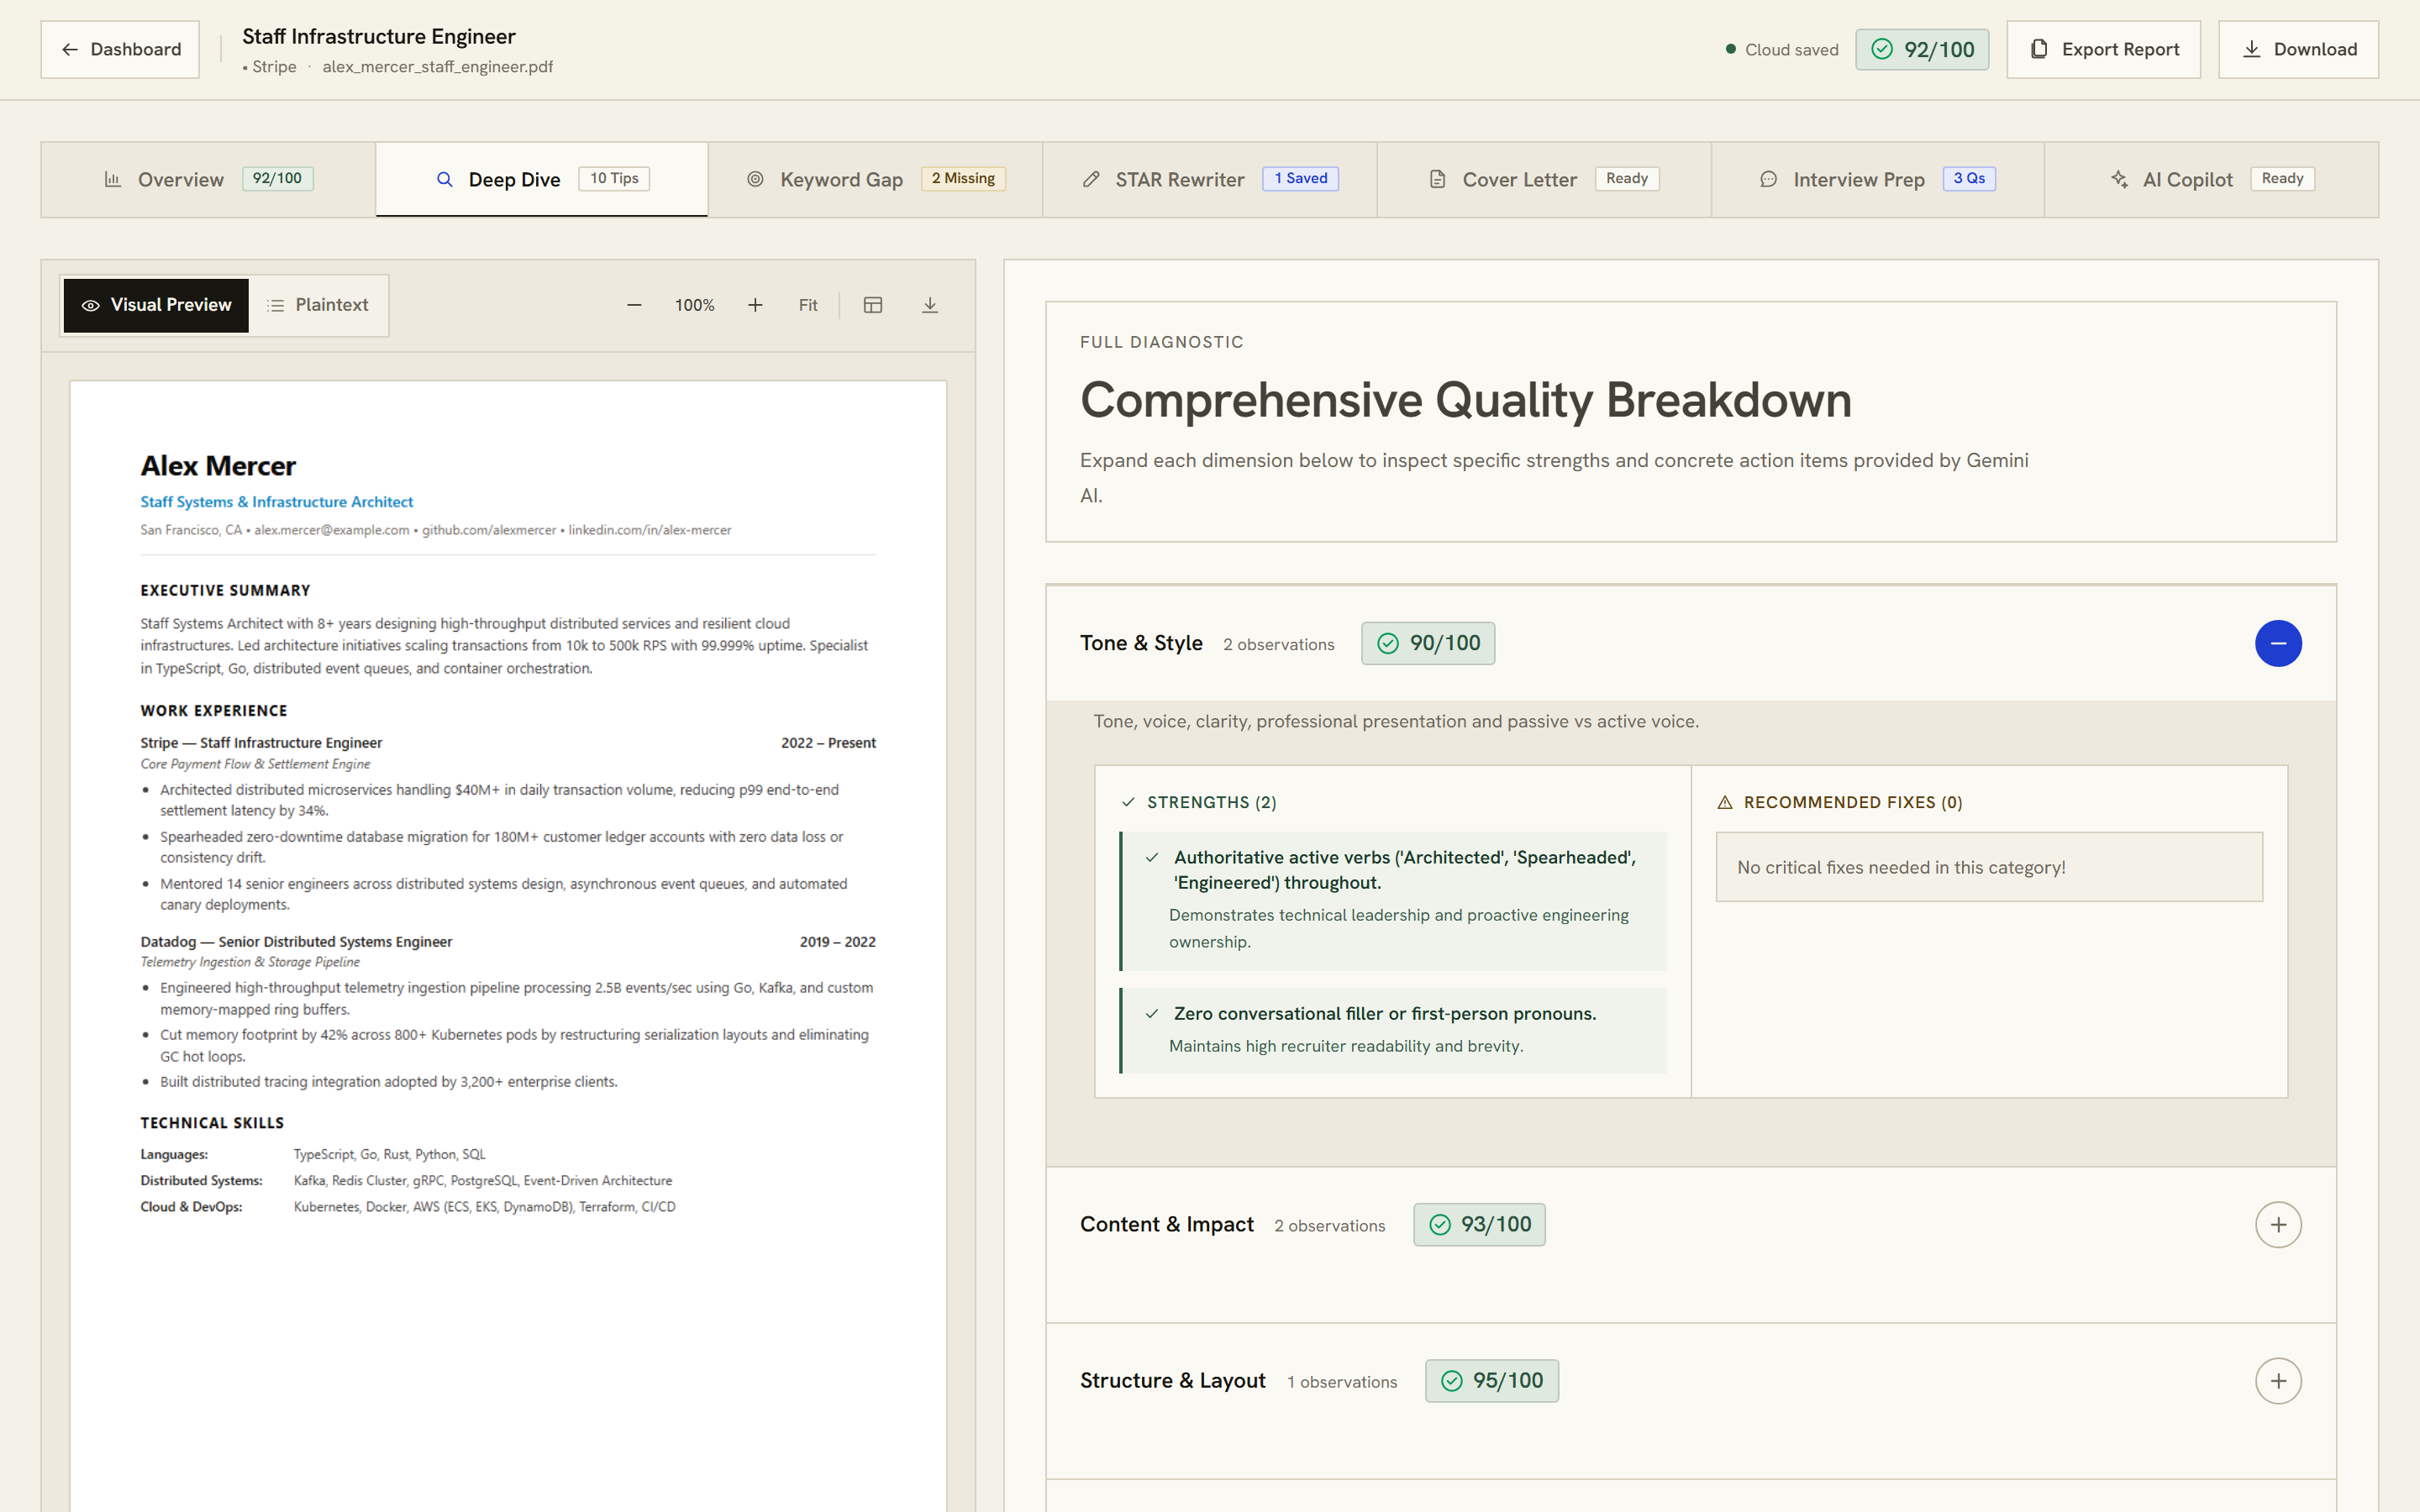 Dashboard
Staff Infrastructure Engineer
▪ Stripe · alex_mercer_staff_engineer.pdf
Cloud saved
92/100
Export Report
Download
Overview 92/100
Deep Dive 10 Tips
Keyword Gap 2 Missing
STAR Rewriter 1 Saved
Cover Letter Ready
Interview Prep 3 Qs
AI Copilot Ready
Visual Preview
Plaintext
100%
Fit
Alex Mercer
Staff Systems & Infrastructure Architect
San Francisco, CA • alex.mercer@example.com • github.com/alexmercer • linkedin.com/in/alex-mercer
EXECUTIVE SUMMARY
Staff Systems Architect with 8+ years designing high-throughput distributed services and resilient cloud
infrastructures. Led architecture initiatives scaling transactions from 10k to 500k RPS with 99.999% uptime. Specialist
in TypeScript, Go, distributed event queues, and container orchestration.
WORK EXPERIENCE
Stripe — Staff Infrastructure Engineer 2022 – Present
Core Payment Flow & Settlement Engine
• Architected distributed microservices handling $40M+ in daily transaction volume, reducing p99 end-to-end
settlement latency by 34%.
• Spearheaded zero-downtime database migration for 180M+ customer ledger accounts with zero data loss or
consistency drift.
• Mentored 14 senior engineers across distributed systems design, asynchronous event queues, and automated
canary deployments.
Datadog — Senior Distributed Systems Engineer 2019 – 2022
Telemetry Ingestion & Storage Pipeline
• Engineered high-throughput telemetry ingestion pipeline processing 2.5B events/sec using Go, Kafka, and custom
memory-mapped ring buffers.
• Cut memory footprint by 42% across 800+ Kubernetes pods by restructuring serialization layouts and eliminating
GC hot loops.
• Built distributed tracing integration adopted by 3,200+ enterprise clients.
TECHNICAL SKILLS
Languages: TypeScript, Go, Rust, Python, SQL
Distributed Systems: Kafka, Redis Cluster, gRPC, PostgreSQL, Event-Driven Architecture
Cloud & DevOps: Kubernetes, Docker, AWS (ECS, EKS, DynamoDB), Terraform, CI/CD
FULL DIAGNOSTIC
Comprehensive Quality Breakdown
Expand each dimension below to inspect specific strengths and concrete action items provided by Gemini
AI.
Tone & Style 2 observations 90/100
Tone, voice, clarity, professional presentation and passive vs active voice.
STRENGTHS (2)
Authoritative active verbs ('Architected', 'Spearheaded',
'Engineered') throughout.
Demonstrates technical leadership and proactive engineering
ownership.
Zero conversational filler or first-person pronouns.
Maintains high recruiter readability and brevity.
RECOMMENDED FIXES (0)
No critical fixes needed in this category!
Content & Impact 2 observations 93/100
Structure & Layout 1 observations 95/100